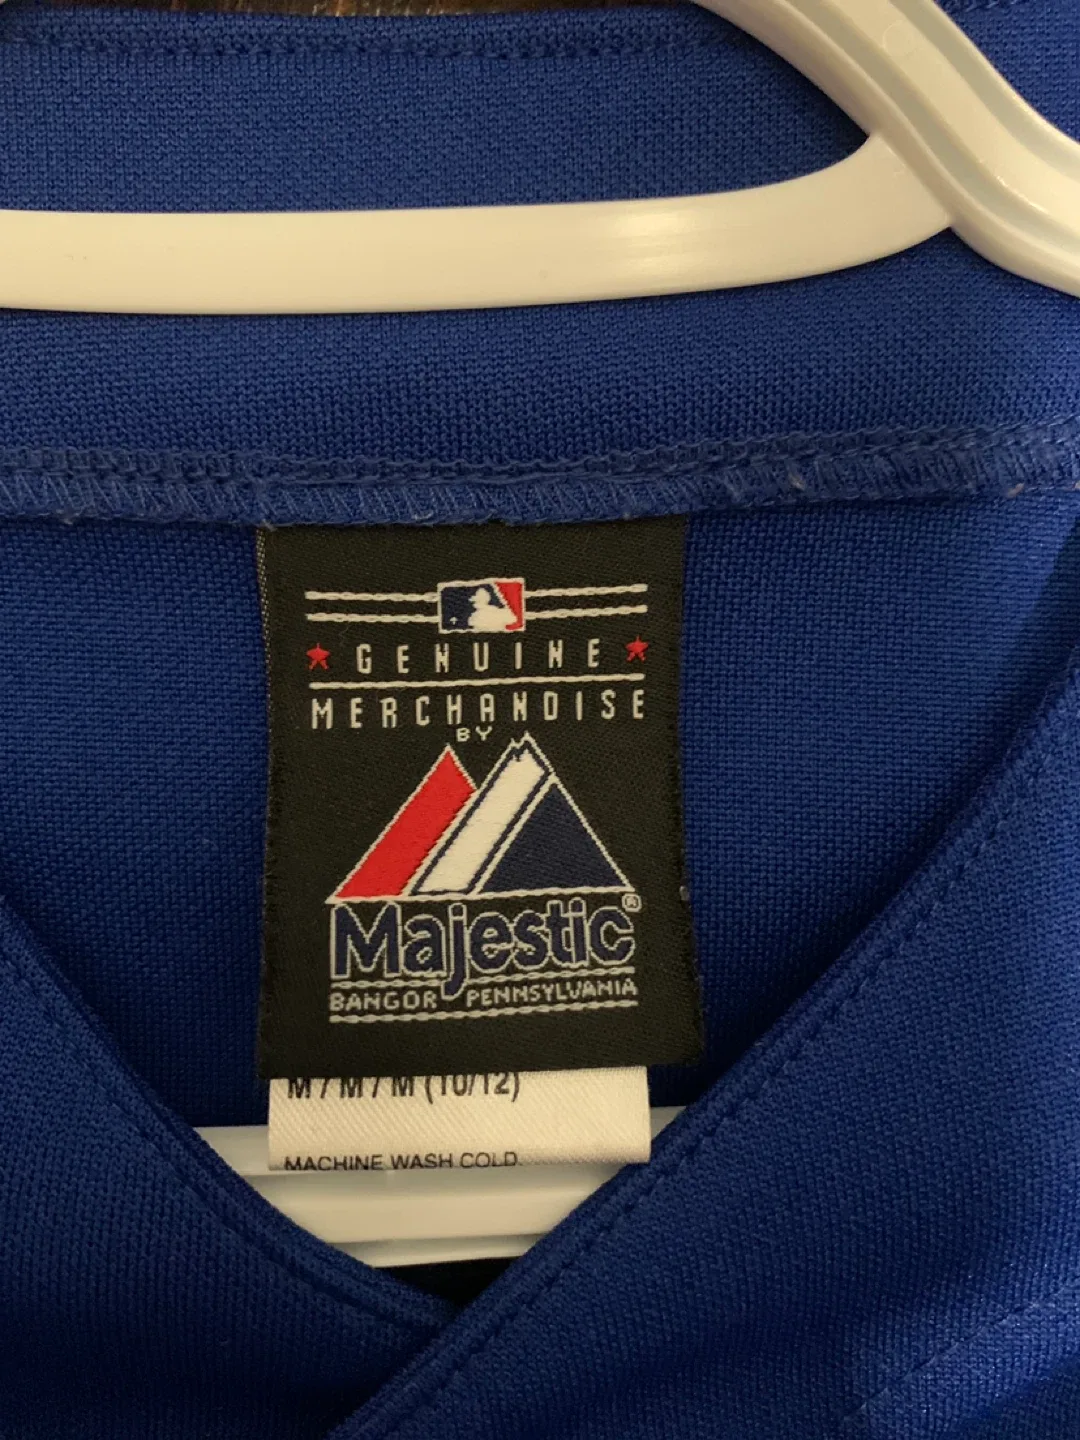 GENUINE
MERCHANDISE
BY
Majestic®
BANGOR PENNSYLVANIA
M / M / M (10/12)
MACHINE WASH COLD.